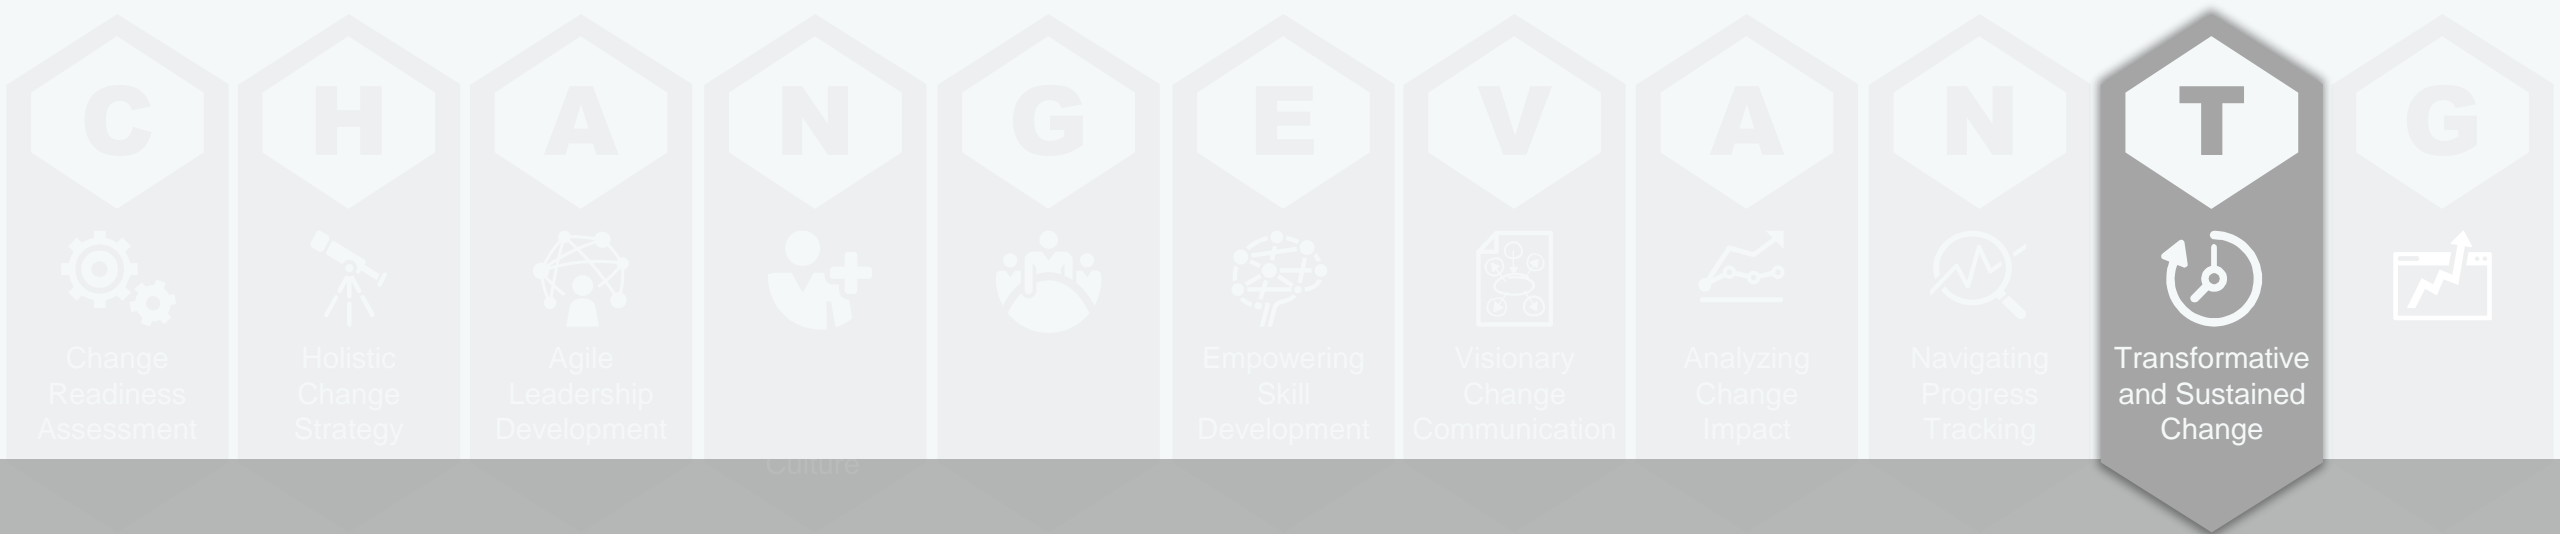 C
H
A
N
G
E
V
A
N
T
G
Change
Readiness
Assessment
Holistic
Change
Strategy
Agile
Leadership
Development
Culture
Empowering
Skill
Development
Visionary
Change
Communication
Analyzing
Change
Impact
Navigating
Progress
Tracking
Transformative
and Sustained
Change